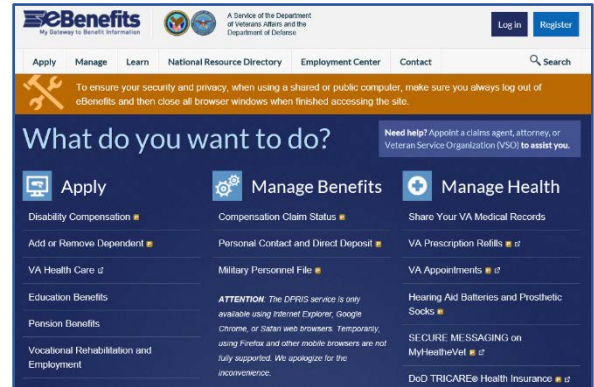 eBenefits
My Gateway to Benefit Information
A Service of the Department
of Veterans Affairs and the
Department of Defense
Log in
Register
Apply
Manage
Learn
National Resource Directory
Employment Center
Contact
Search
To ensure your security and privacy, when using a shared or public computer, make sure you always log out of
eBenefits and then close all browser windows when finished accessing the site.
What do you want to do?
Need help? Appoint a claims agent, attorney, or
Veteran Service Organization (VSO) to assist you.
Apply
Disability Compensation
Add or Remove Dependent
VA Health Care
Education Benefits
Pension Benefits
Vocational Rehabilitation and
Employment
Manage Benefits
Compensation Claim Status
Personal Contact and Direct Deposit
Military Personnel File
ATTENTION: The DPRIS service is only
available using Internet Explorer, Google
Chrome, or Safari web browsers. Temporarily,
using Firefox and other mobile browsers are not
fully supported. We apologize for the
inconvenience.
Manage Health
Share Your VA Medical Records
VA Prescription Refills
VA Appointments
Hearing Aid Batteries and Prosthetic
Socks
SECURE MESSAGING on
MyHealtheVet
DoD TRICARE® Health Insurance